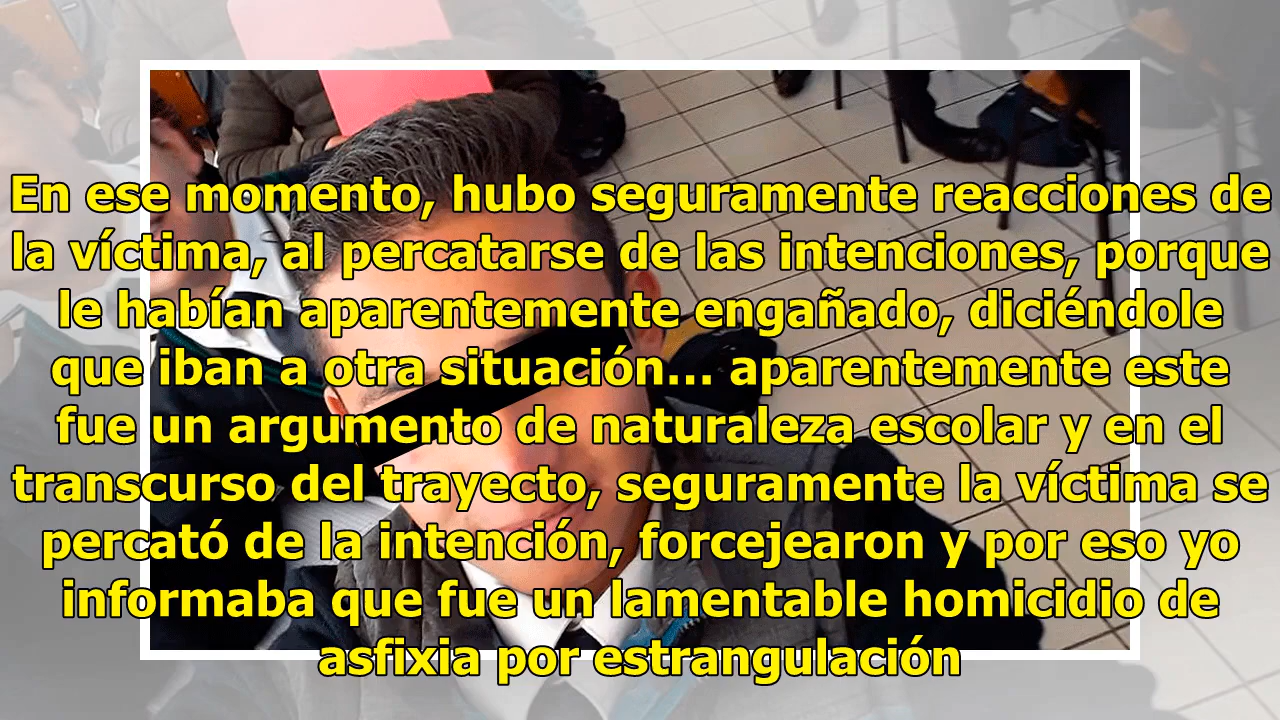 En ese momento, hubo seguramente reacciones de
la víctima, al percatarse de las intenciones, porque
le habían aparentemente engañado, diciéndole
que iban a otra situación... aparentemente este
fue un argumento de naturaleza escolar y en el
transcurso del trayecto, seguramente la víctima se
percató de la intención, forcejearon y por eso yo
informaba que fue un lamentable homicidio de
asfixia por estrangulación